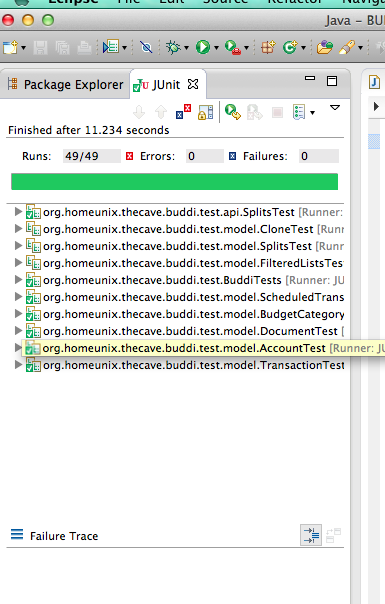 Eclipse File Edit Source Refactor Naviga
Java – BU
Package Explorer JUnit
Finished after 11.234 seconds
Runs: 49/49 Errors: 0 Failures: 0
org.homeunix.thecave.buddi.test.api.SplitsTest [Runner:
org.homeunix.thecave.buddi.test.model.CloneTest [Runner:
org.homeunix.thecave.buddi.test.model.SplitsTest [Runner:
org.homeunix.thecave.buddi.test.model.FilteredListsTest
org.homeunix.thecave.buddi.test.BuddiTests [Runner: JU
org.homeunix.thecave.buddi.test.model.ScheduledTrans
org.homeunix.thecave.buddi.test.model.BudgetCategory
org.homeunix.thecave.buddi.test.model.DocumentTest [
org.homeunix.thecave.buddi.test.model.AccountTest [Runner: JU
org.homeunix.thecave.buddi.test.model.TransactionTest
Failure Trace